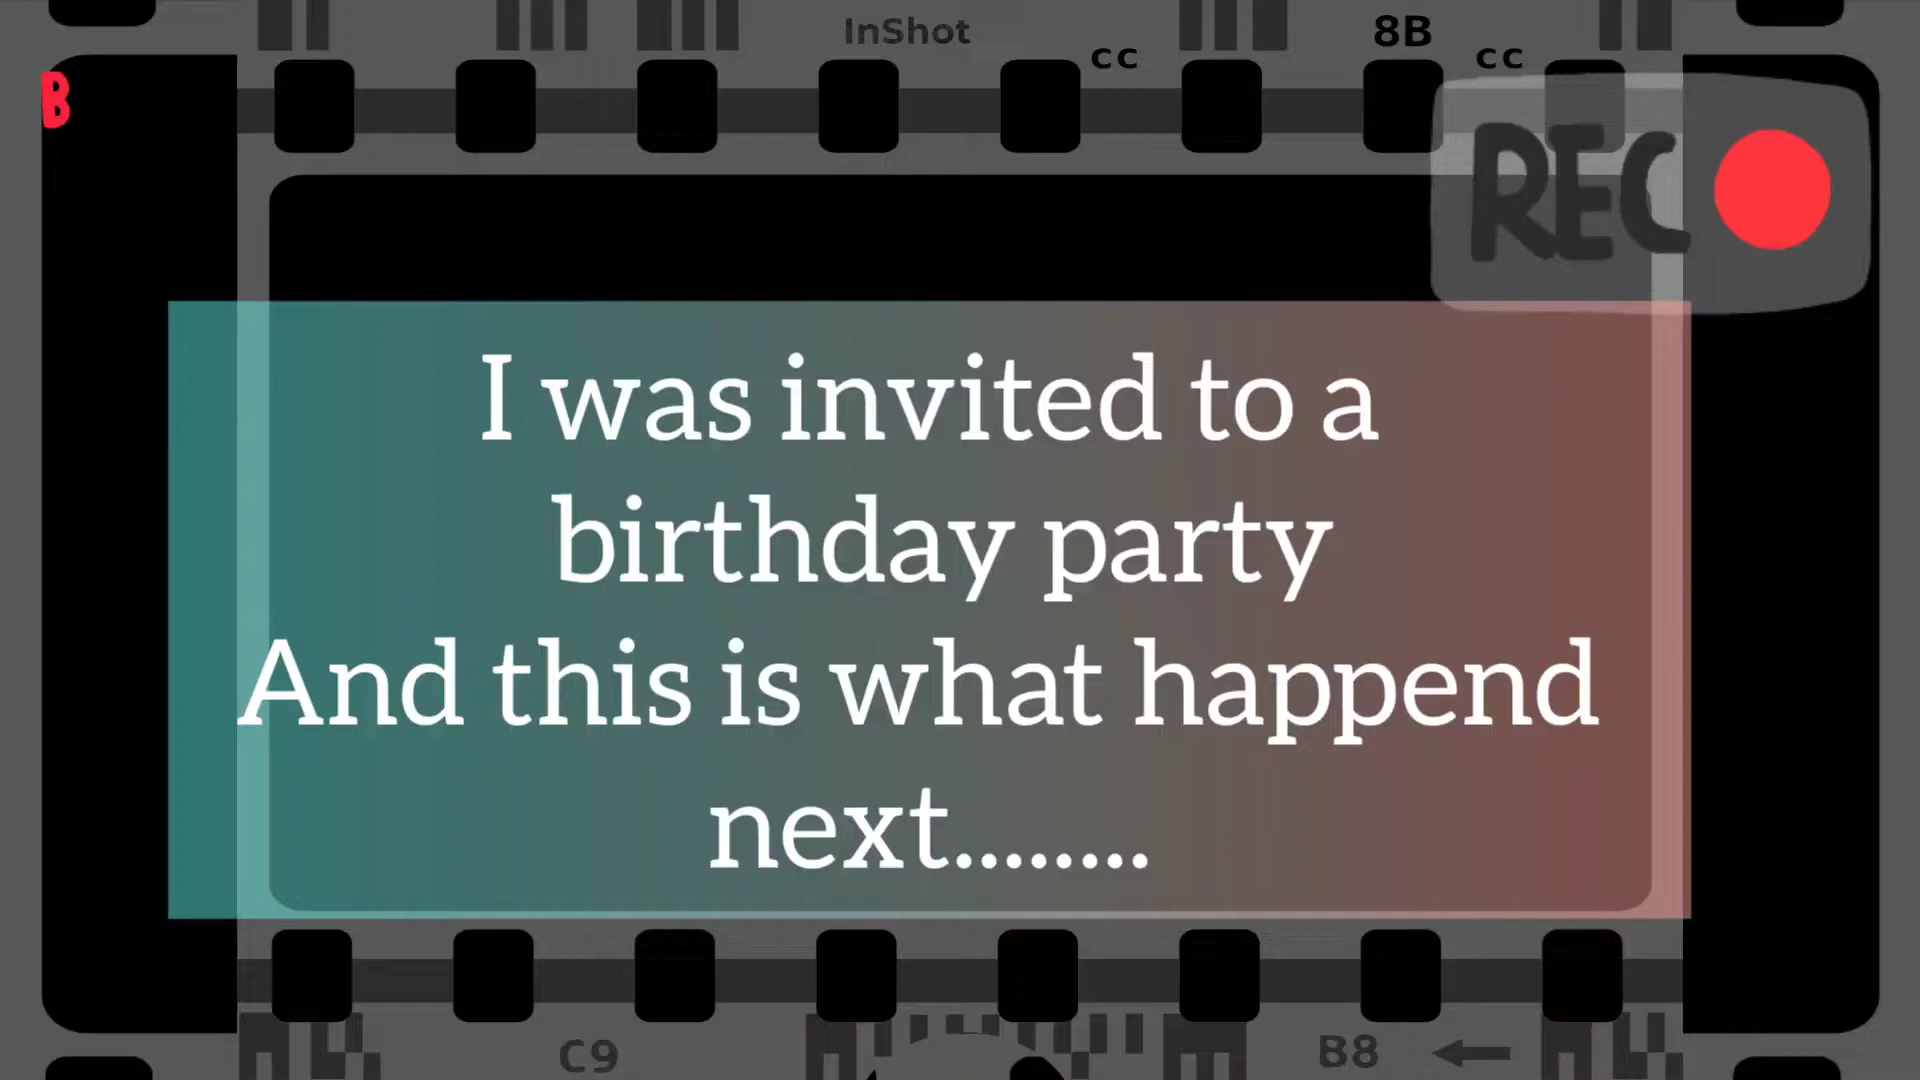 InShot
8B
cc
cc
B
REC
I was invited to a
birthday party
And this is what happend
next........
C9
B8